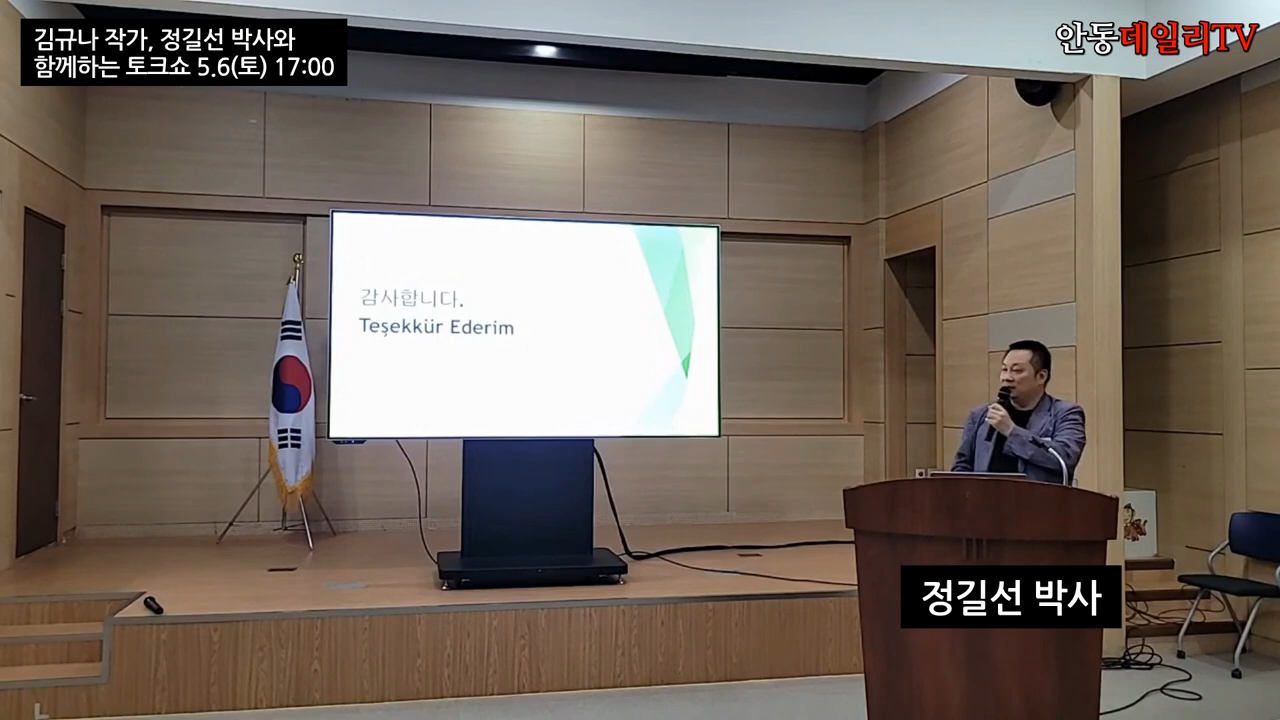 김규나 작가, 정길선 박사와
함께하는 토크쇼 5.6(토) 17:00
안동데일리TV
감사합니다.
Teşekkür Ederim
정길선 박사